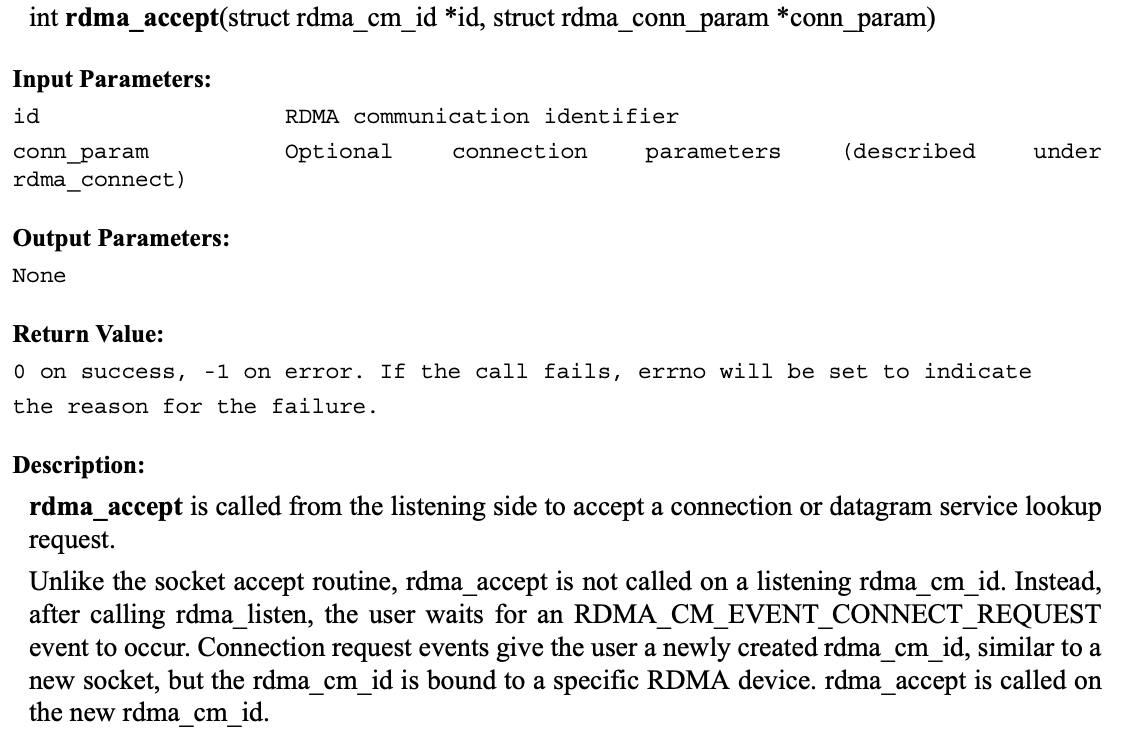 int rdma_accept(struct rdma_cm_id *id, struct rdma_conn_param *conn_param)
Input Parameters:
id RDMA communication identifier
conn_param Optional connection parameters (described under
rdma_connect)
Output Parameters:
None
Return Value:
0 on success, -1 on error. If the call fails, errno will be set to indicate
the reason for the failure.
Description:
rdma_accept is called from the listening side to accept a connection or datagram service lookup
request.
Unlike the socket accept routine, rdma_accept is not called on a listening rdma_cm_id. Instead,
after calling rdma_listen, the user waits for an RDMA_CM_EVENT_CONNECT_REQUEST
event to occur. Connection request events give the user a newly created rdma_cm_id, similar to a
new socket, but the rdma_cm_id is bound to a specific RDMA device. rdma_accept is called on
the new rdma_cm_id.